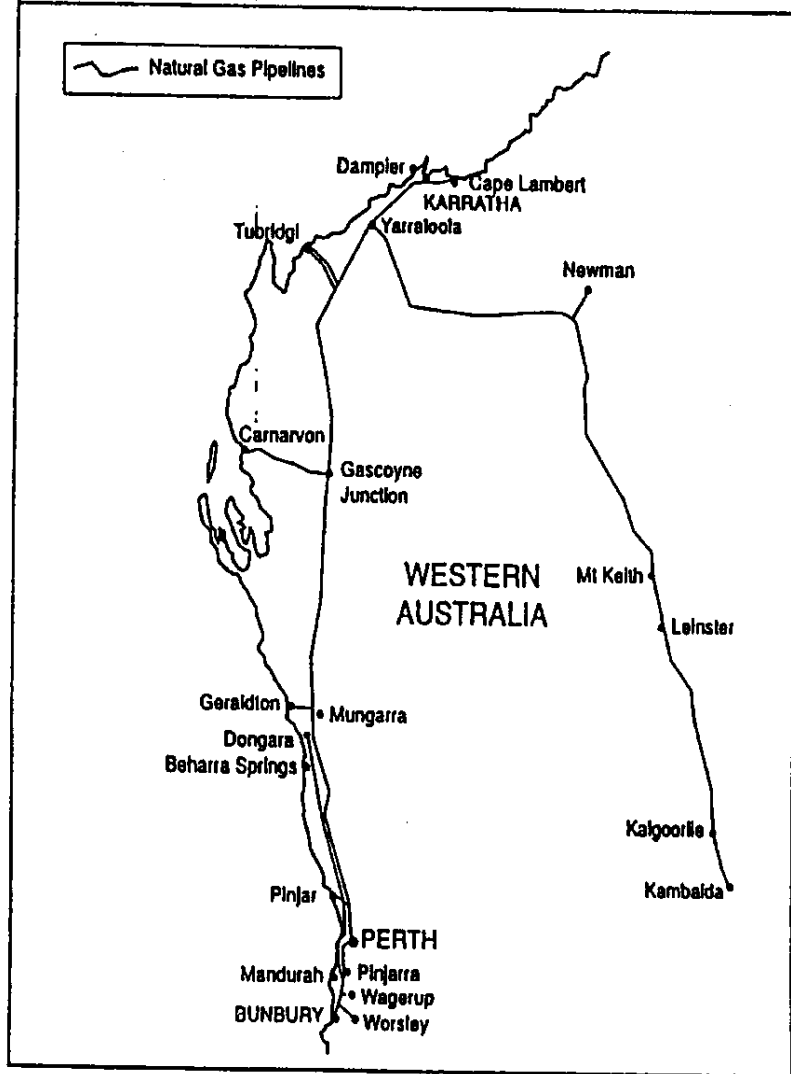 Natural Gas Pipelines
Dampier
Cape Lambert
KARRATHA
Yarraloola
Tubridgi
Newman
Carnarvon
Gascoyne
Junction
WESTERN
AUSTRALIA
Mt Keith
Leinster
Geraldton
Mungarra
Dongara
Beharra Springs
Kalgoorlie
Kambalda
Pinjar
PERTH
Mandurah
Pinjarra
Wagerup
BUNBURY
Worsley